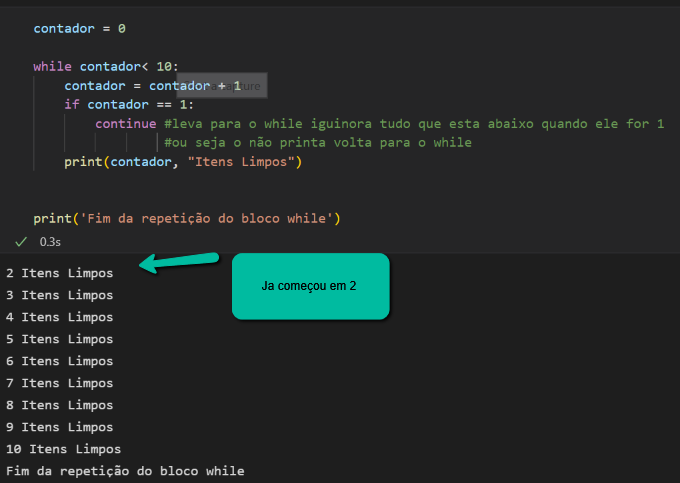 contador = 0
while contador< 10:
contador = contador + 1
if contador == 1:
continue #leva para o while iguinora tudo que esta abaixo quando ele for 1
#ou seja o não printa volta para o while
print(contador, "Itens Limpos")
print('Fim da repetição do bloco while')
0.3s
2 Itens Limpos
Ja começou em 2
3 Itens Limpos
4 Itens Limpos
5 Itens Limpos
6 Itens Limpos
7 Itens Limpos
8 Itens Limpos
9 Itens Limpos
10 Itens Limpos
Fim da repetição do bloco while